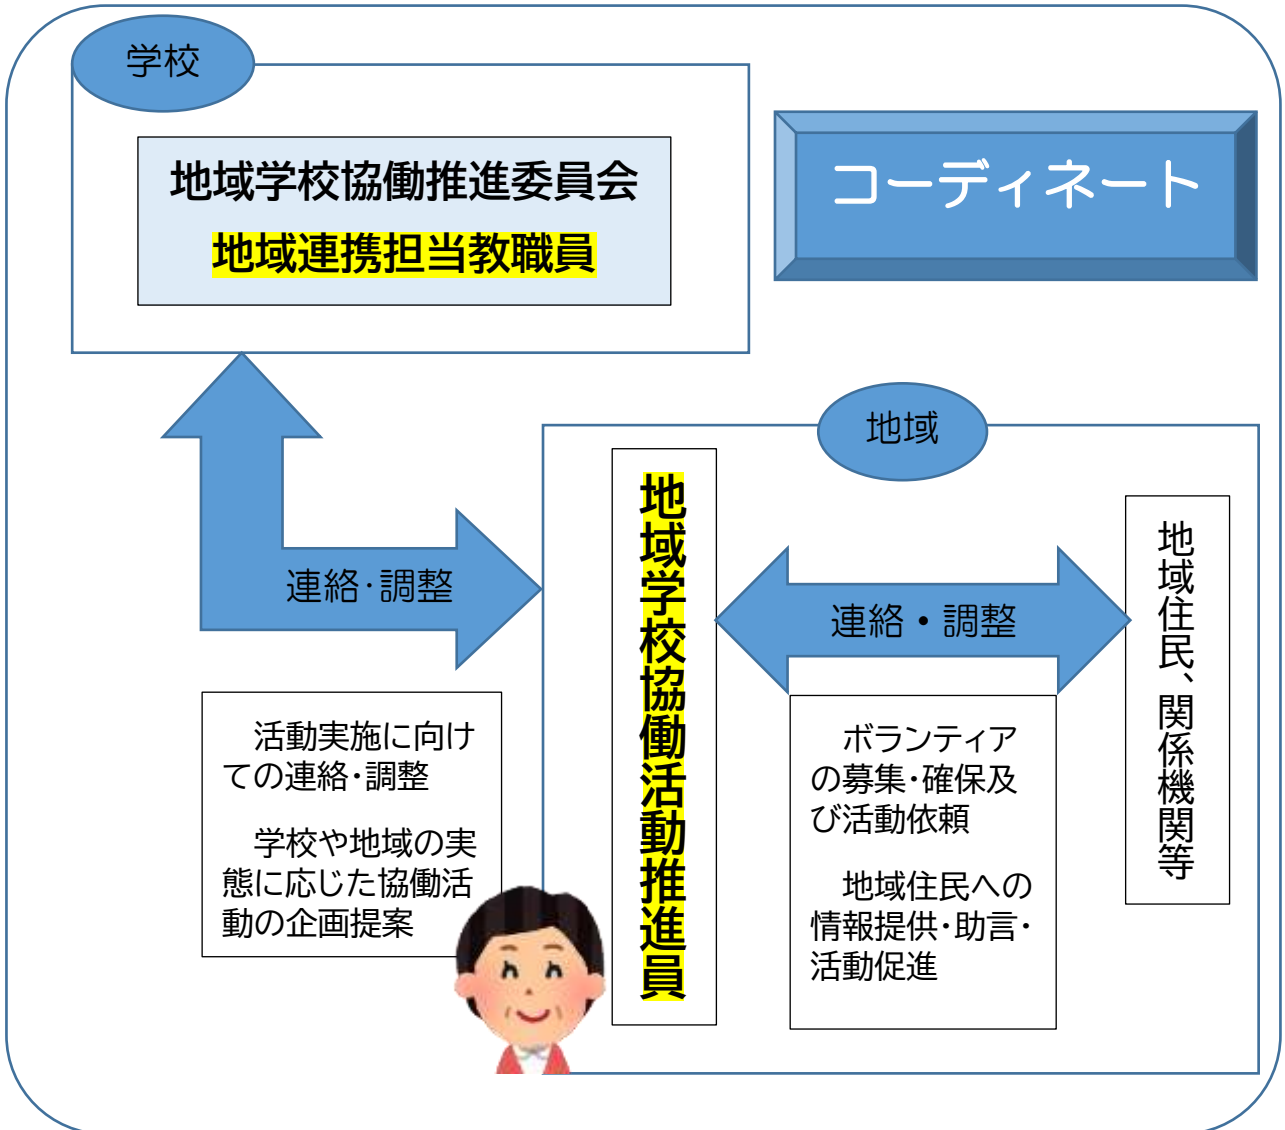 学校
地域学校協働推進委員会
地域連携担当教職員
コーディネート
地域
連絡･調整
活動実施に向け
ての連絡･調整
学校や地域の実
態に応じた協働活
動の企画提案
地域学校協働活動推進員
連絡・調整
ボランティア
の募集･確保及
び活動依頼
地域住民への
情報提供･助言･
活動促進
地域住民、関係機関等